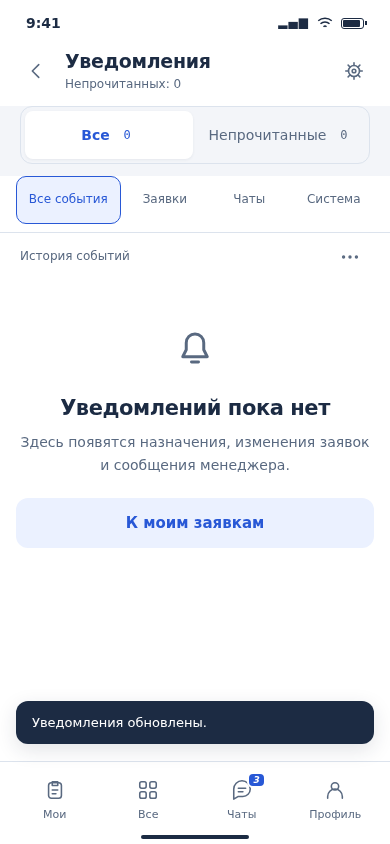 9:41
Уведомления
Непрочитанных: 0
Все 0 Непрочитанные 0
Все события Заявки Чаты Система
История событий
Уведомлений пока нет
Здесь появятся назначения, изменения заявок
и сообщения менеджера.
К моим заявкам
Уведомления обновлены.
3
Мои Все Чаты Профиль